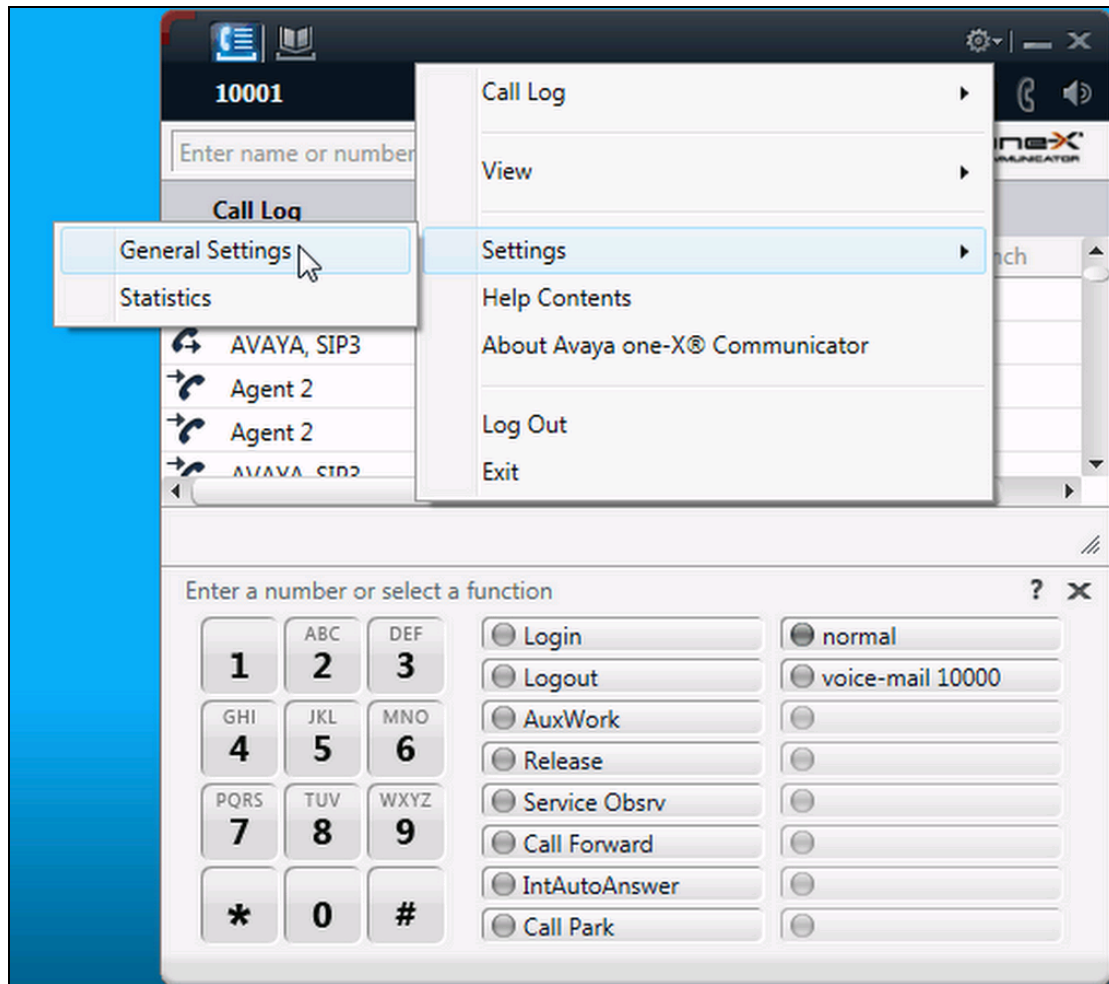 10001
Enter name or number
Call Log
AVAYA, SIP3
Agent 2
Agent 2
AVAYA, SIP3
General Settings
Statistics
Call Log
View
Settings
Help Contents
About Avaya one-X® Communicator
Log Out
Exit
Enter a number or select a function
?
1
ABC
2
DEF
3
GHI
4
JKL
5
MNO
6
PQRS
7
TUV
8
WXYZ
9
*
0
#
Login
Logout
AuxWork
Release
Service Obsrv
Call Forward
IntAutoAnswer
Call Park
normal
voice-mail 10000